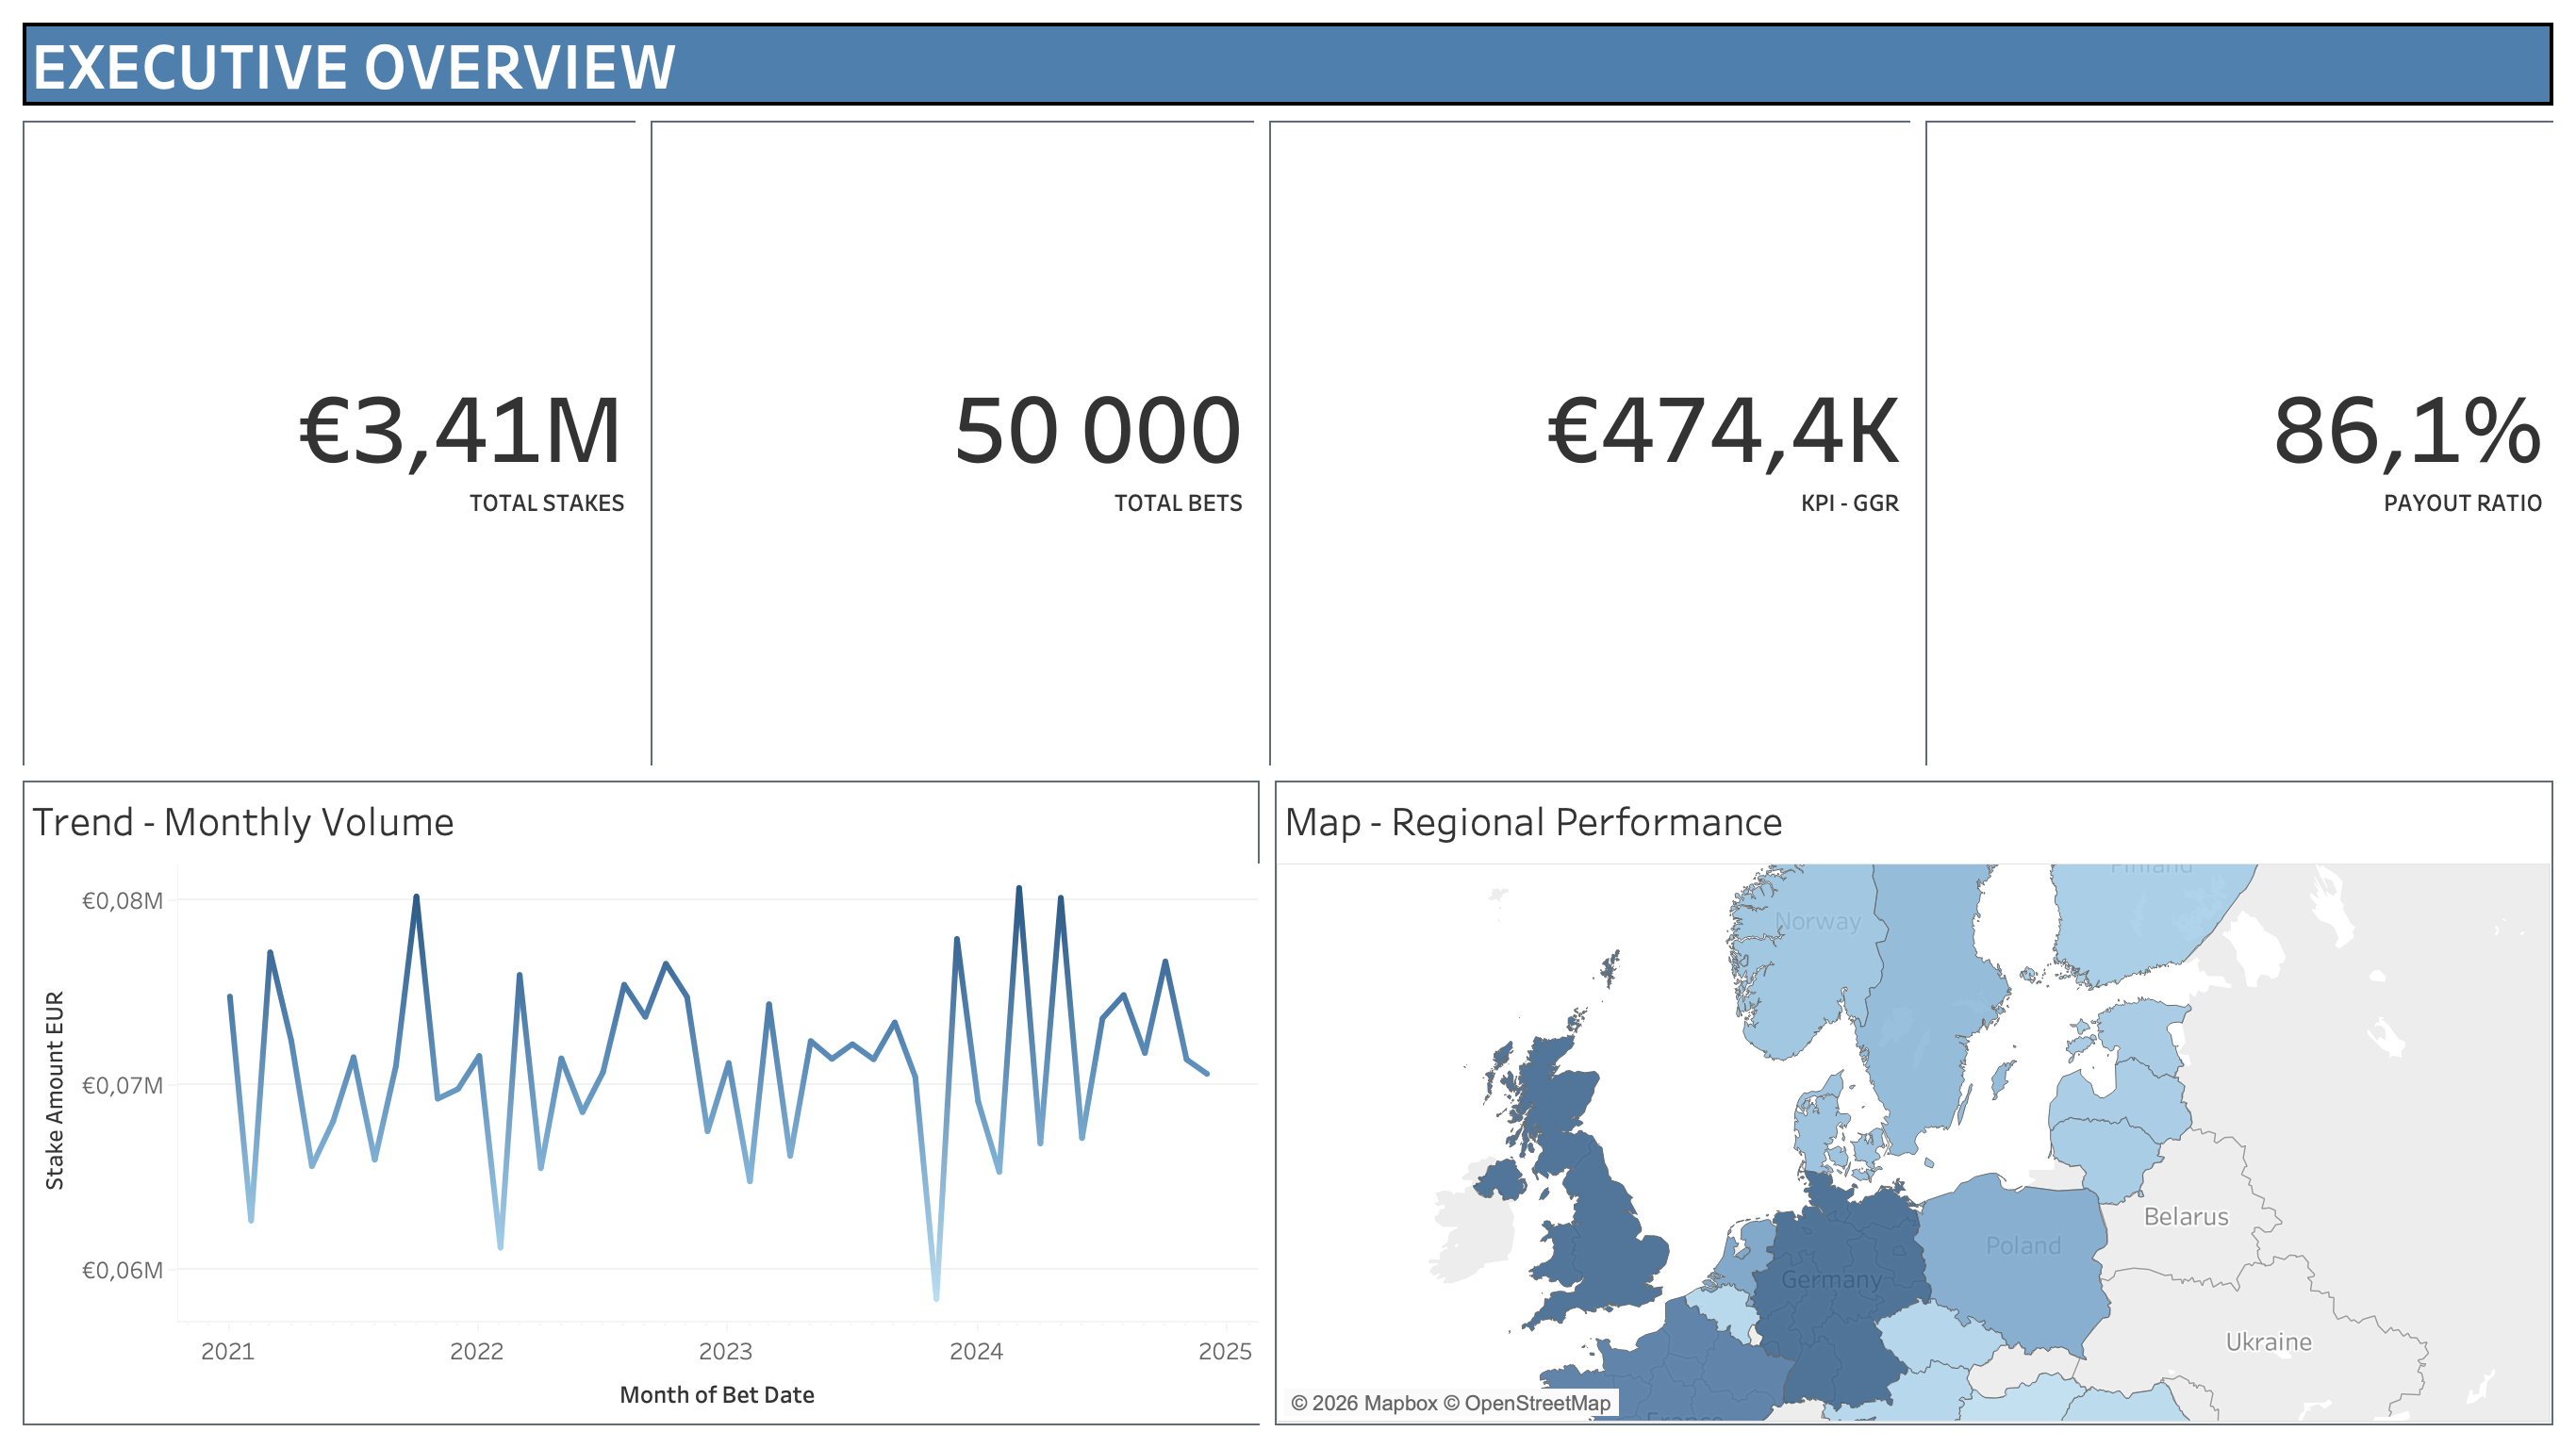 EXECUTIVE OVERVIEW
€3,41M
TOTAL STAKES
50 000
TOTAL BETS
€474,4K
KPI - GGR
86,1%
PAYOUT RATIO
Trend - Monthly Volume
€0,08M
€0,07M
€0,06M
Stake Amount EUR
2021
2022
2023
2024
2025
Month of Bet Date
Map - Regional Performance
Finland
Norway
Belarus
Poland
Germany
Ukraine
France
© 2026 Mapbox © OpenStreetMap